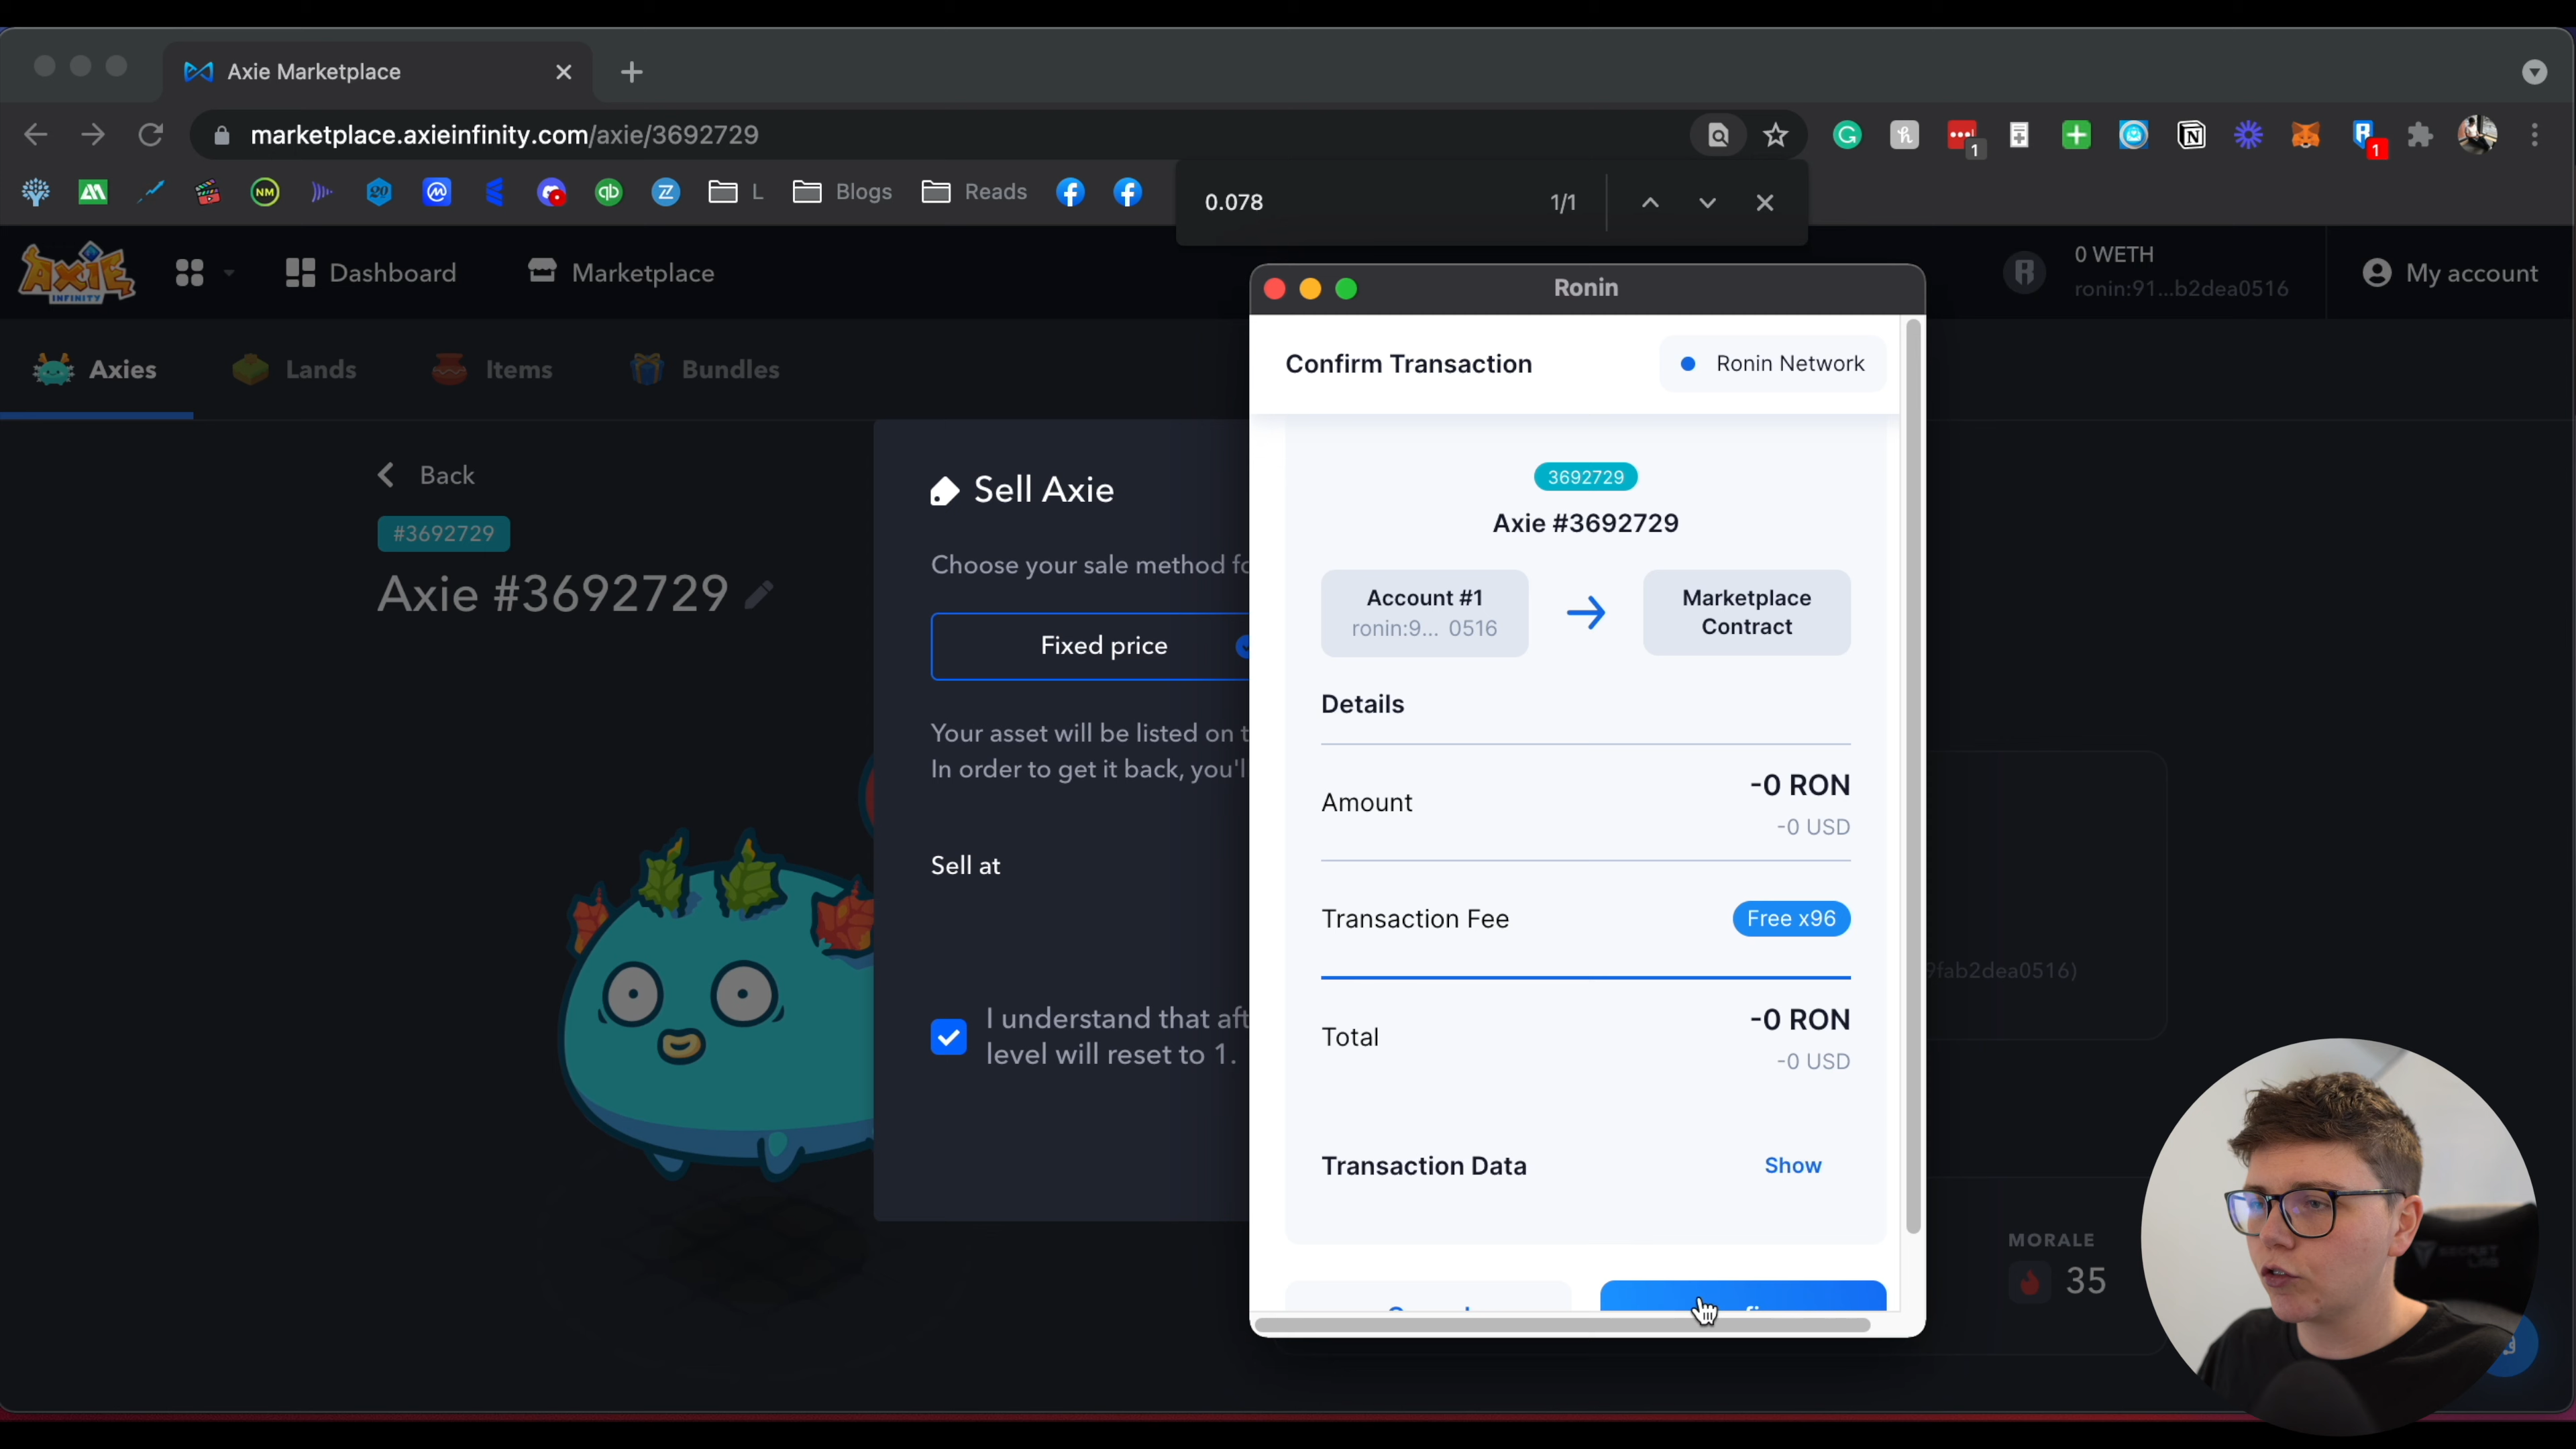 Axie Marketplace
marketplace.axieinfinity.com/axie/3692729
1
1
L
Blogs
Reads
0.078
1/1
AXIE
INFINITY
Dashboard
Marketplace
0 WETH
ronin:91...b2dea0516
My account
Axies
Lands
Items
Bundles
Back
#3692729
Axie #3692729
Sell Axie
Choose your sale method fo
Fixed price
Your asset will be listed on t
In order to get it back, you'l
Sell at
I understand that aft
level will reset to 1.
Ronin
Confirm Transaction
Ronin Network
3692729
Axie #3692729
Account #1
ronin:9... 0516
Marketplace
Contract
Details
Amount
-0 RON
-0 USD
Transaction Fee
Free x96
Total
-0 RON
-0 USD
Transaction Data
Show
9fab2dea0516)
MORALE
35